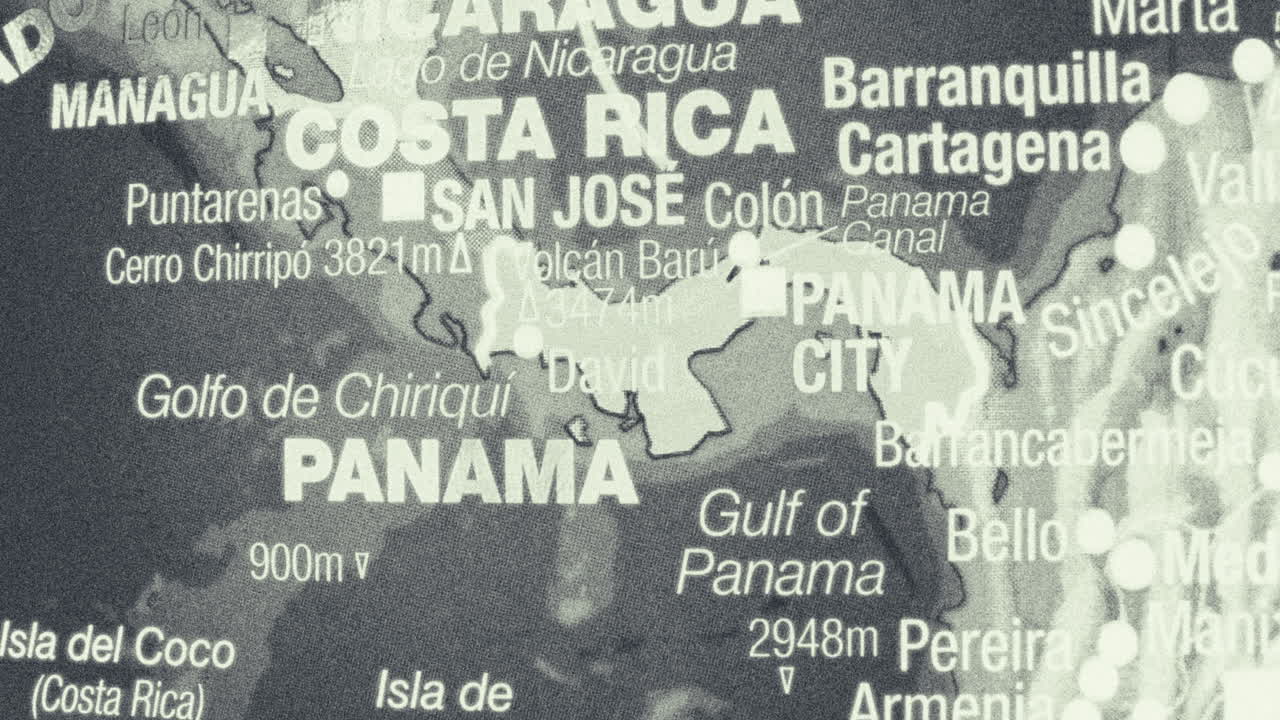 León
NICARAGUA
Lago de Nicaragua
MANAGUA
COSTA RICA
Puntarenas
SAN JOSÉ
Cerro Chirripó 3821m
Colón
Panama
Canal
Volcán Barú
3474m
PANAMA
CITY
David
Golfo de Chiriquí
PANAMA
900m
Gulf of
Panama
2948m
Isla del Coco
(Costa Rica)
Isla de
Marta
Barranquilla
Cartagena
Sincelejo
Barrancabermeja
Bello
Pereira
Armenia